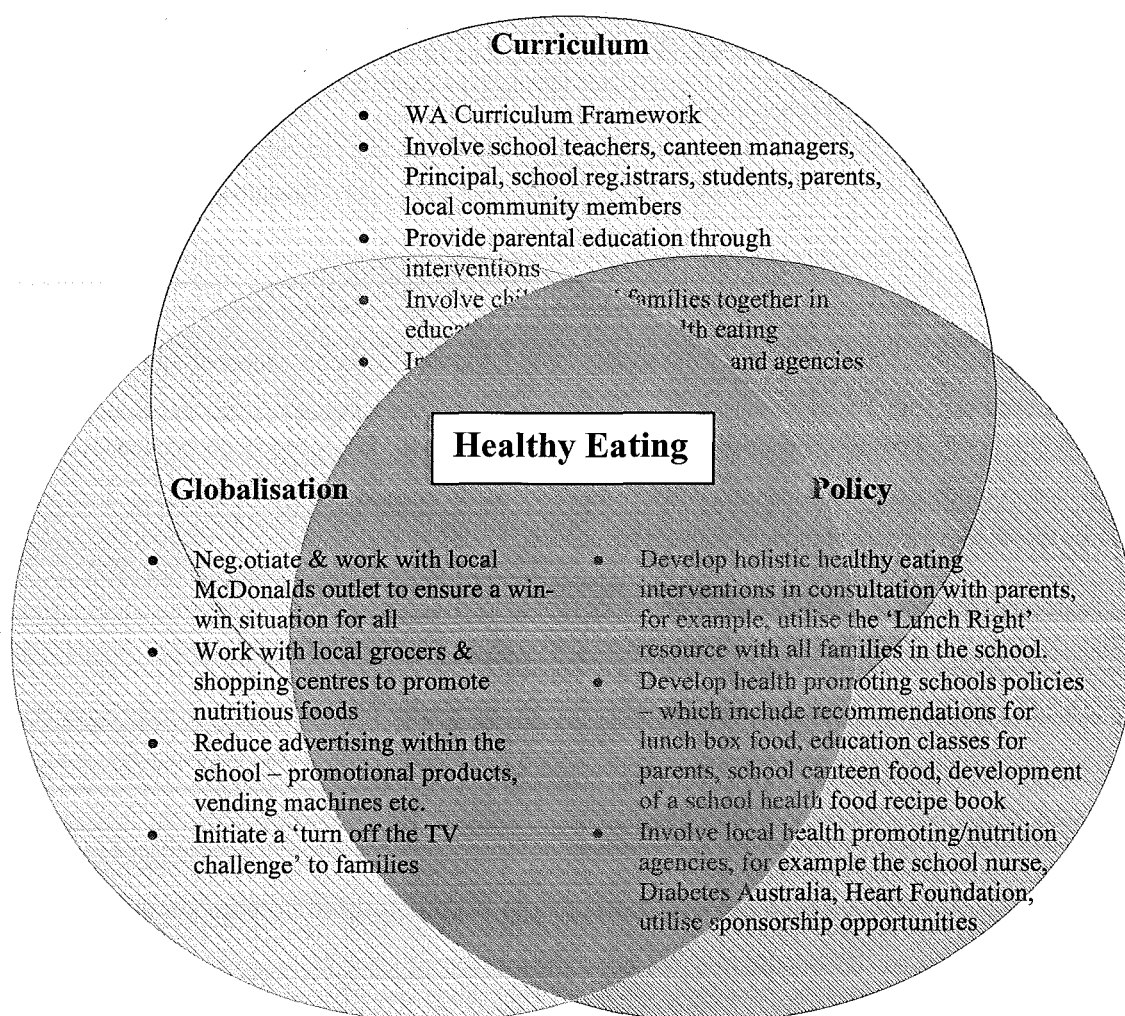 Curriculum
• WA Curriculum Framework
• Involve school teachers, canteen managers,
Principal, school reg.istrars, students, parents,
local community members
• Provide parental education through
interventions
• Involve families together in
eating
• and agencies
Healthy Eating
Globalisation
• Neg.otiate & work with local
McDonalds outlet to ensure a win-
win situation for all
• Work with local grocers &
shopping centres to promote
nutritious foods
• Reduce advertising within the
school – promotional products,
vending machines etc.
• Initiate a ‘turn off the TV
challenge’ to families
Policy
• Develop holistic healthy eating
interventions in consultation with parents,
for example, utilise the ‘Lunch Right’
resource with all families in the school.
• Develop health promoting schools policies
– which include recommendations for
lunch box food, education classes for
parents, school canteen food, development
of a school health food recipe book
• Involve local health promoting/nutrition
agencies, for example the school nurse,
Diabetes Australia, Heart Foundation,
utilise sponsorship opportunities